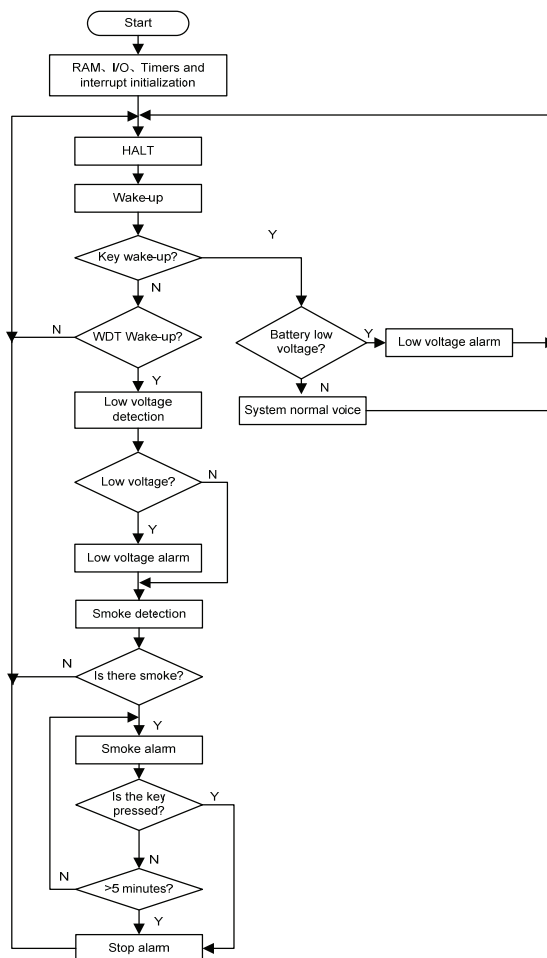 Start
RAM、I/O、Timers and
interrupt initialization
HALT
Wake-up
Y
Key wake-up?
N
N
WDT Wake-up?
Y
Battery low
voltage?
Y
Low voltage alarm
N
System normal voice
Low voltage
detection
Low voltage?
N
Y
Low voltage alarm
Smoke detection
N
Is there smoke?
Y
Smoke alarm
Is the key
pressed?
Y
N
N
>5 minutes?
Y
Stop alarm